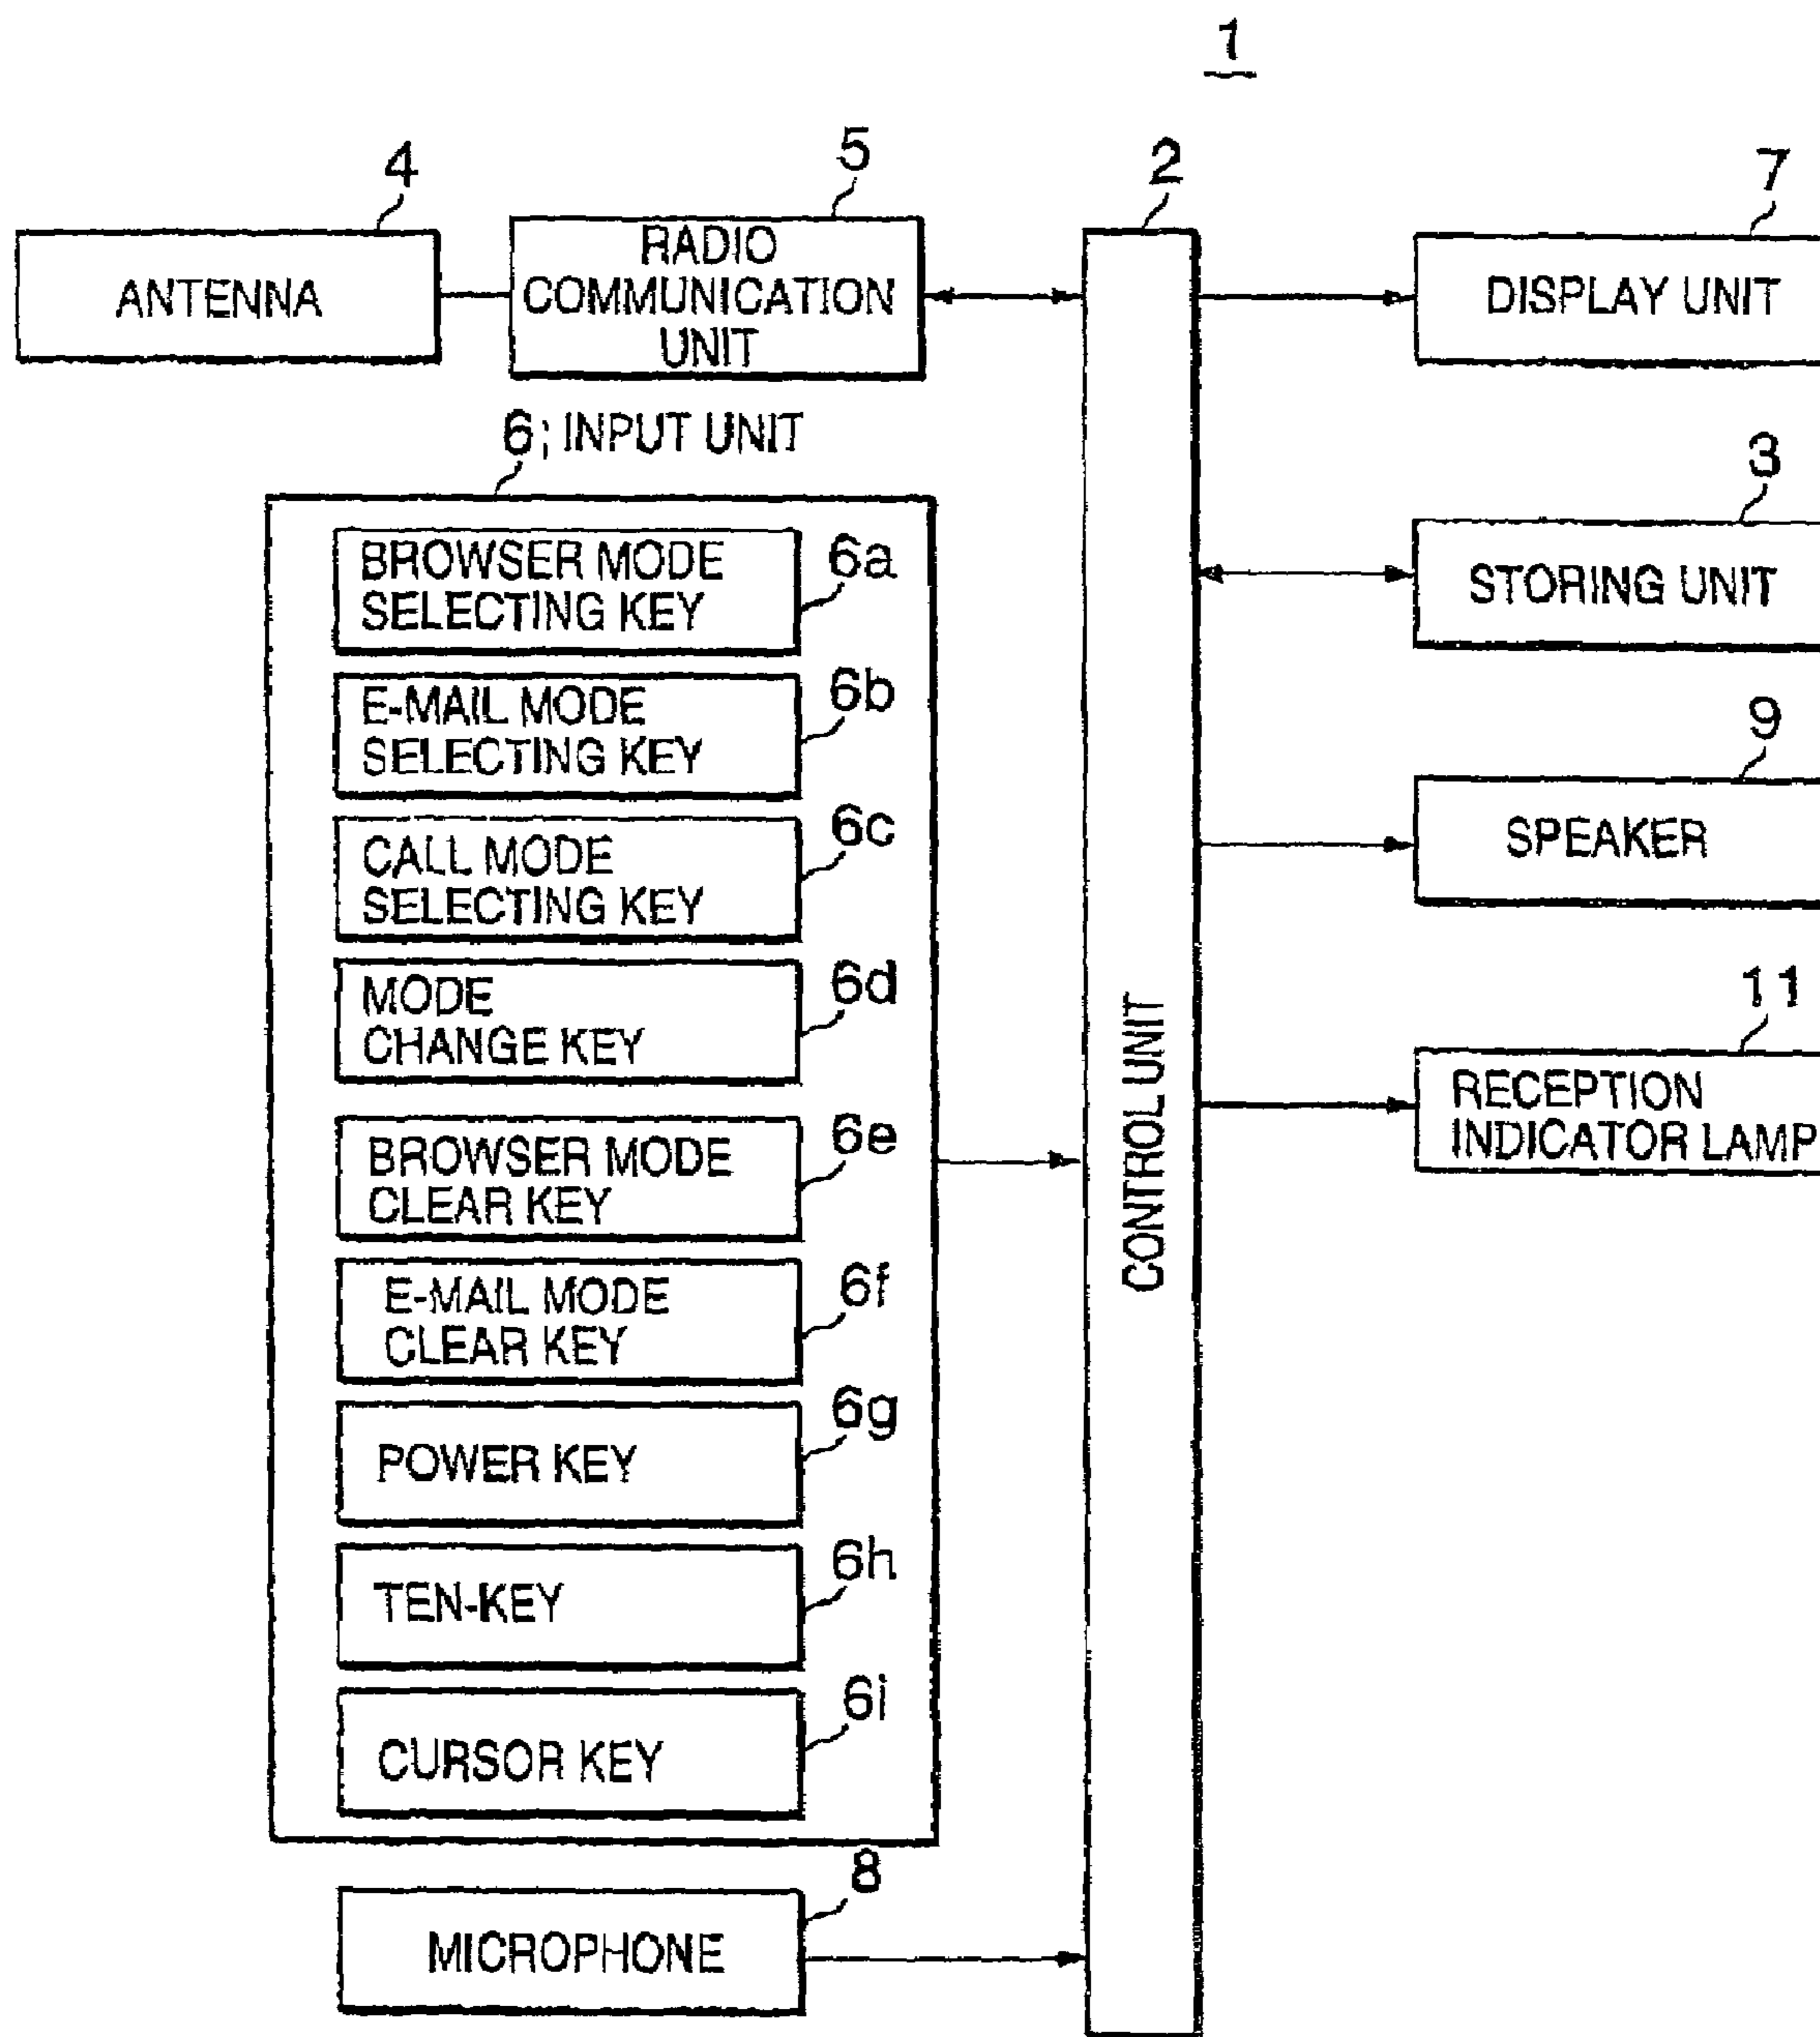 1
4
ANTENNA
5
RADIO
COMMUNICATION
UNIT
2
CONTROL UNIT
7
DISPLAY UNIT
3
STORING UNIT
9
SPEAKER
11
RECEPTION
INDICATOR LAMP
6; INPUT UNIT
BROWSER MODE
SELECTING KEY
6a
E-MAIL MODE
SELECTING KEY
6b
CALL MODE
SELECTING KEY
6c
MODE
CHANGE KEY
6d
BROWSER MODE
CLEAR KEY
6e
E-MAIL MODE
CLEAR KEY
6f
POWER KEY
6g
TEN-KEY
6h
CURSOR KEY
6i
8
MICROPHONE